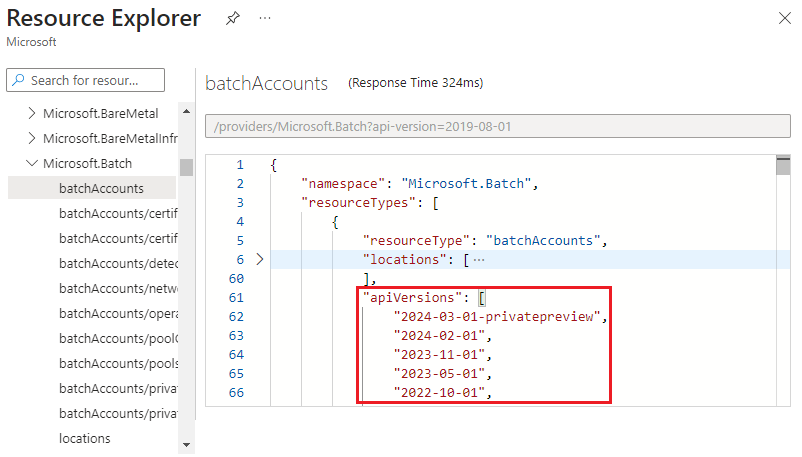 Resource Explorer
Microsoft
Search for resour...
Microsoft.BareMetal
Microsoft.BareMetalInfr
Microsoft.Batch
batchAccounts
batchAccounts/certif
batchAccounts/certif
batchAccounts/detec
batchAccounts/netw
batchAccounts/opera
batchAccounts/poolC
batchAccounts/pools
batchAccounts/privat
batchAccounts/privat
locations
batchAccounts (Response Time 324ms)
/providers/Microsoft.Batch?api-version=2019-08-01
1 {
2 "namespace": "Microsoft.Batch",
3 "resourceTypes": [
4 {
5 "resourceType": "batchAccounts",
6 "locations": [ ...
60 ],
61 "apiVersions": [
62 "2024-03-01-privatepreview",
63 "2024-02-01",
64 "2023-11-01",
65 "2023-05-01",
66 "2022-10-01",